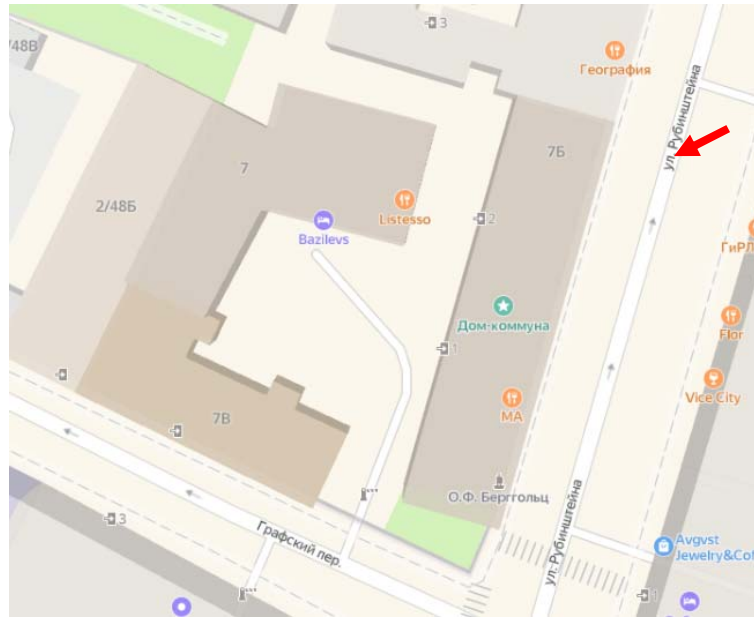 /48В
3
География
ул. Рубинштейна
7Б
7
2/48Б
Listesso
2
Bazilevs
ГиРЛ
Дом-коммуна
Flor
1
Vice City
МА
7В
О.Ф. Берггольц
3
Графский пер.
ул. Рубинштейна
Avgvst
Jewelry&Cof
1